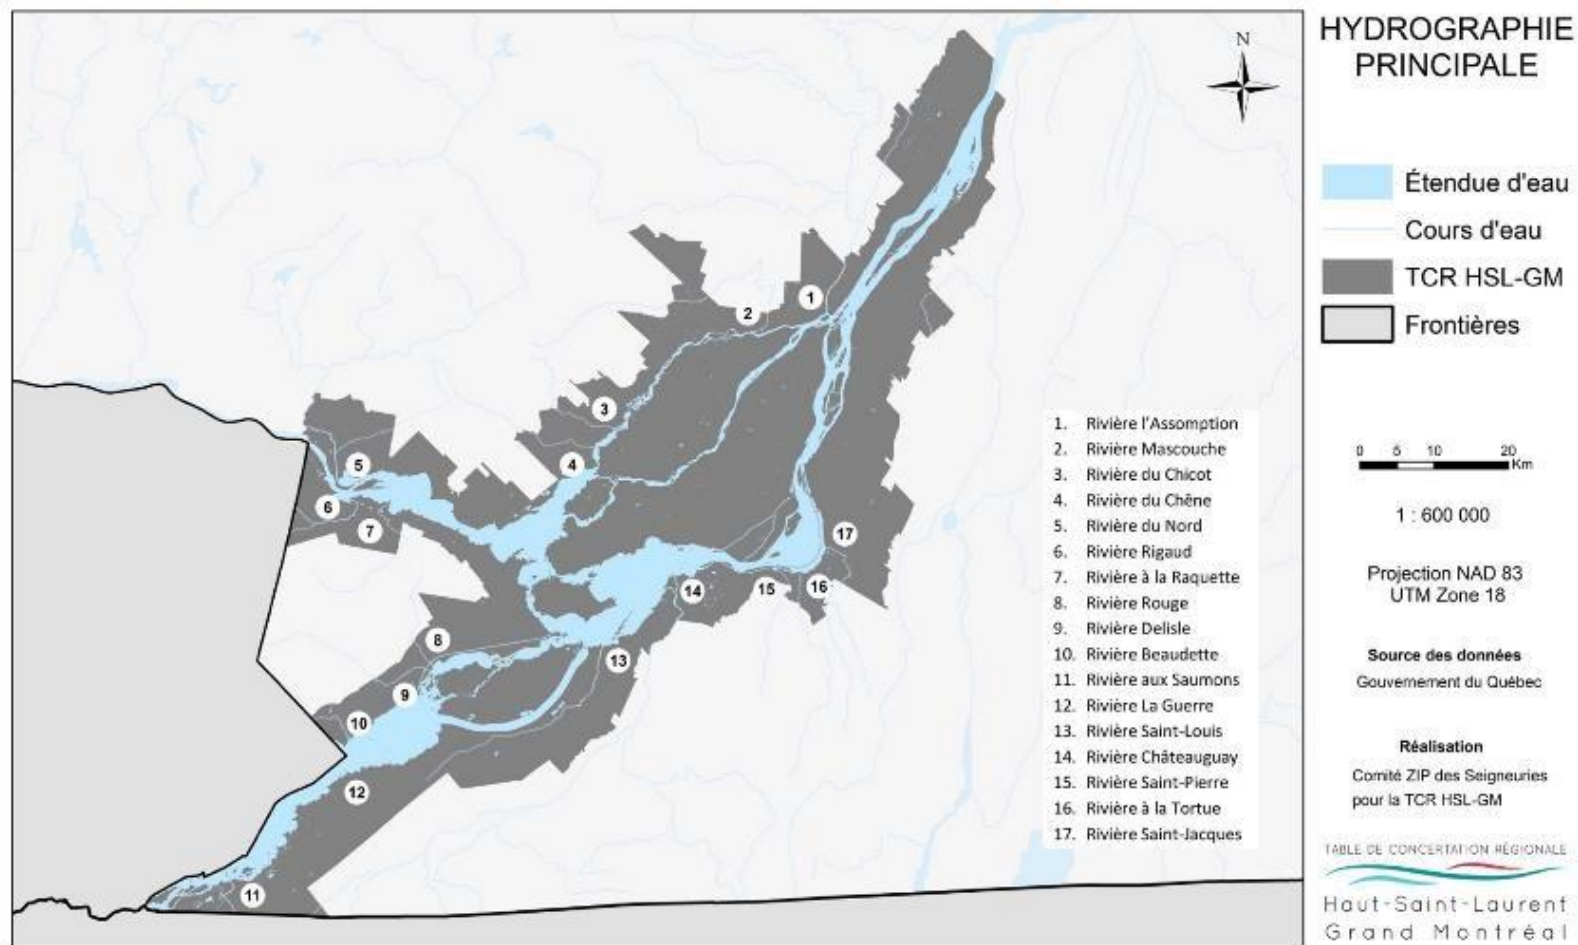 HYDROGRAPHIE
PRINCIPALE
N
Étendue d'eau
Cours d'eau
TCR HSL-GM
Frontières
1
2
3
4
5
6
7
8
9
10
11
12
13
14
15
16
17
1. Rivière l'Assomption
2. Rivière Mascouche
3. Rivière du Chicot
4. Rivière du Chêne
5. Rivière du Nord
6. Rivière Rigaud
7. Rivière à la Raquette
8. Rivière Rouge
9. Rivière Delisle
10. Rivière Beaudette
11. Rivière aux Saumons
12. Rivière La Guerre
13. Rivière Saint-Louis
14. Rivière Châteauguay
15. Rivière Saint-Pierre
16. Rivière à la Tortue
17. Rivière Saint-Jacques
0 5 10 20
Km
1 : 600 000
Projection NAD 83
UTM Zone 18
Source des données
Gouvernement du Québec
Réalisation
Comité ZIP des Seigneuries
pour la TCR HSL-GM
TABLE DE CONCERTATION RÉGIONALE
Haut-Saint-Laurent
Grand Montréal